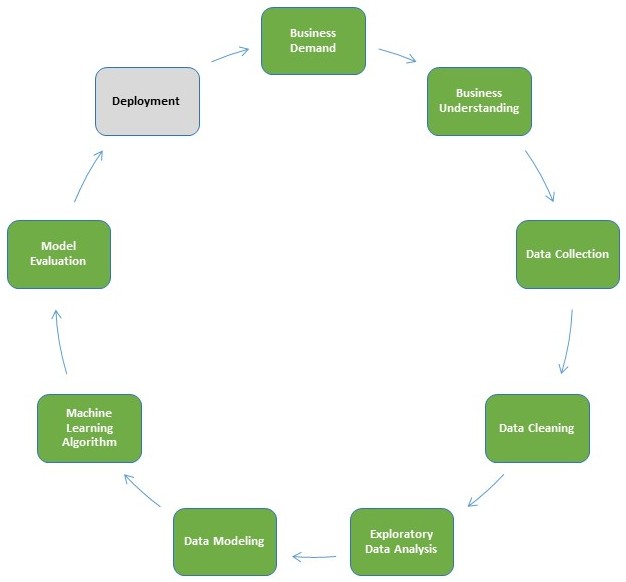 Business
Demand
Business
Understanding
Data Collection
Data Cleaning
Exploratory
Data Analysis
Data Modeling
Machine
Learning
Algorithm
Model
Evaluation
Deployment